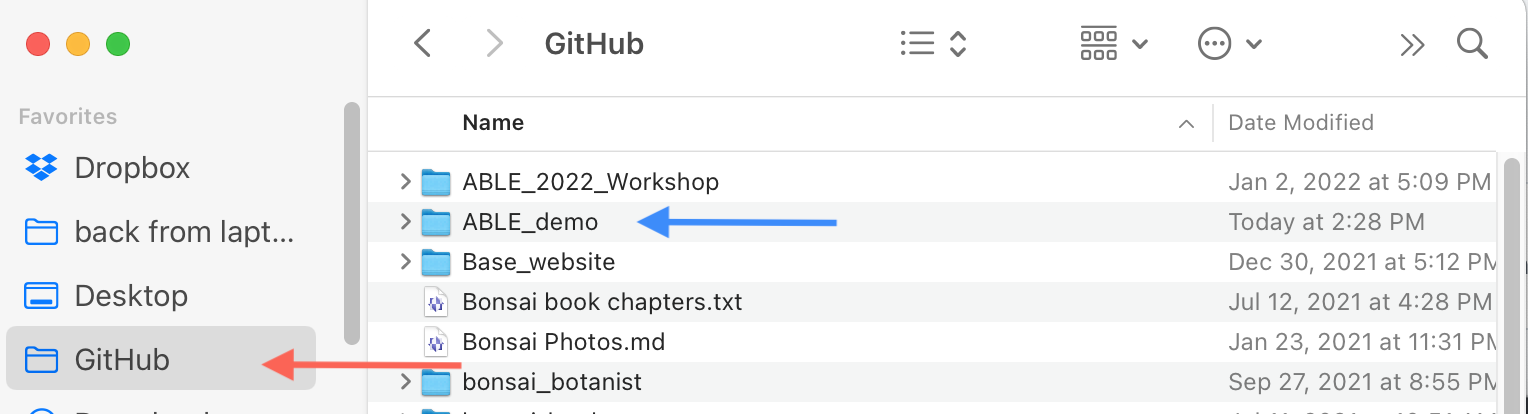 GitHub
Favorites
Dropbox
back from lapt...
Desktop
GitHub
Name Date Modified
ABLE_2022_Workshop Jan 2, 2022 at 5:09 PM
ABLE_demo Today at 2:28 PM
Base_website Dec 30, 2021 at 5:12 PM
Bonsai book chapters.txt Jul 12, 2021 at 4:28 PM
Bonsai Photos.md Jan 23, 2021 at 11:31 PM
bonsai_botanist Sep 27, 2021 at 8:55 PM